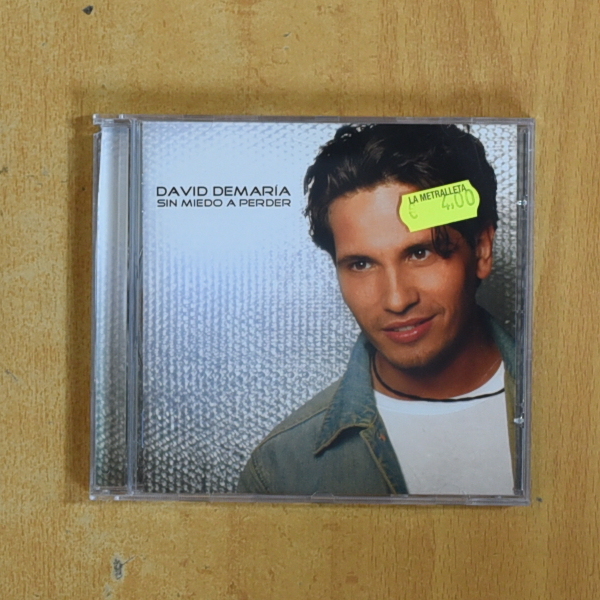 DAVID DEMARÍA
SIN MIEDO A PERDER
LA METRALLETA
€ 4,00